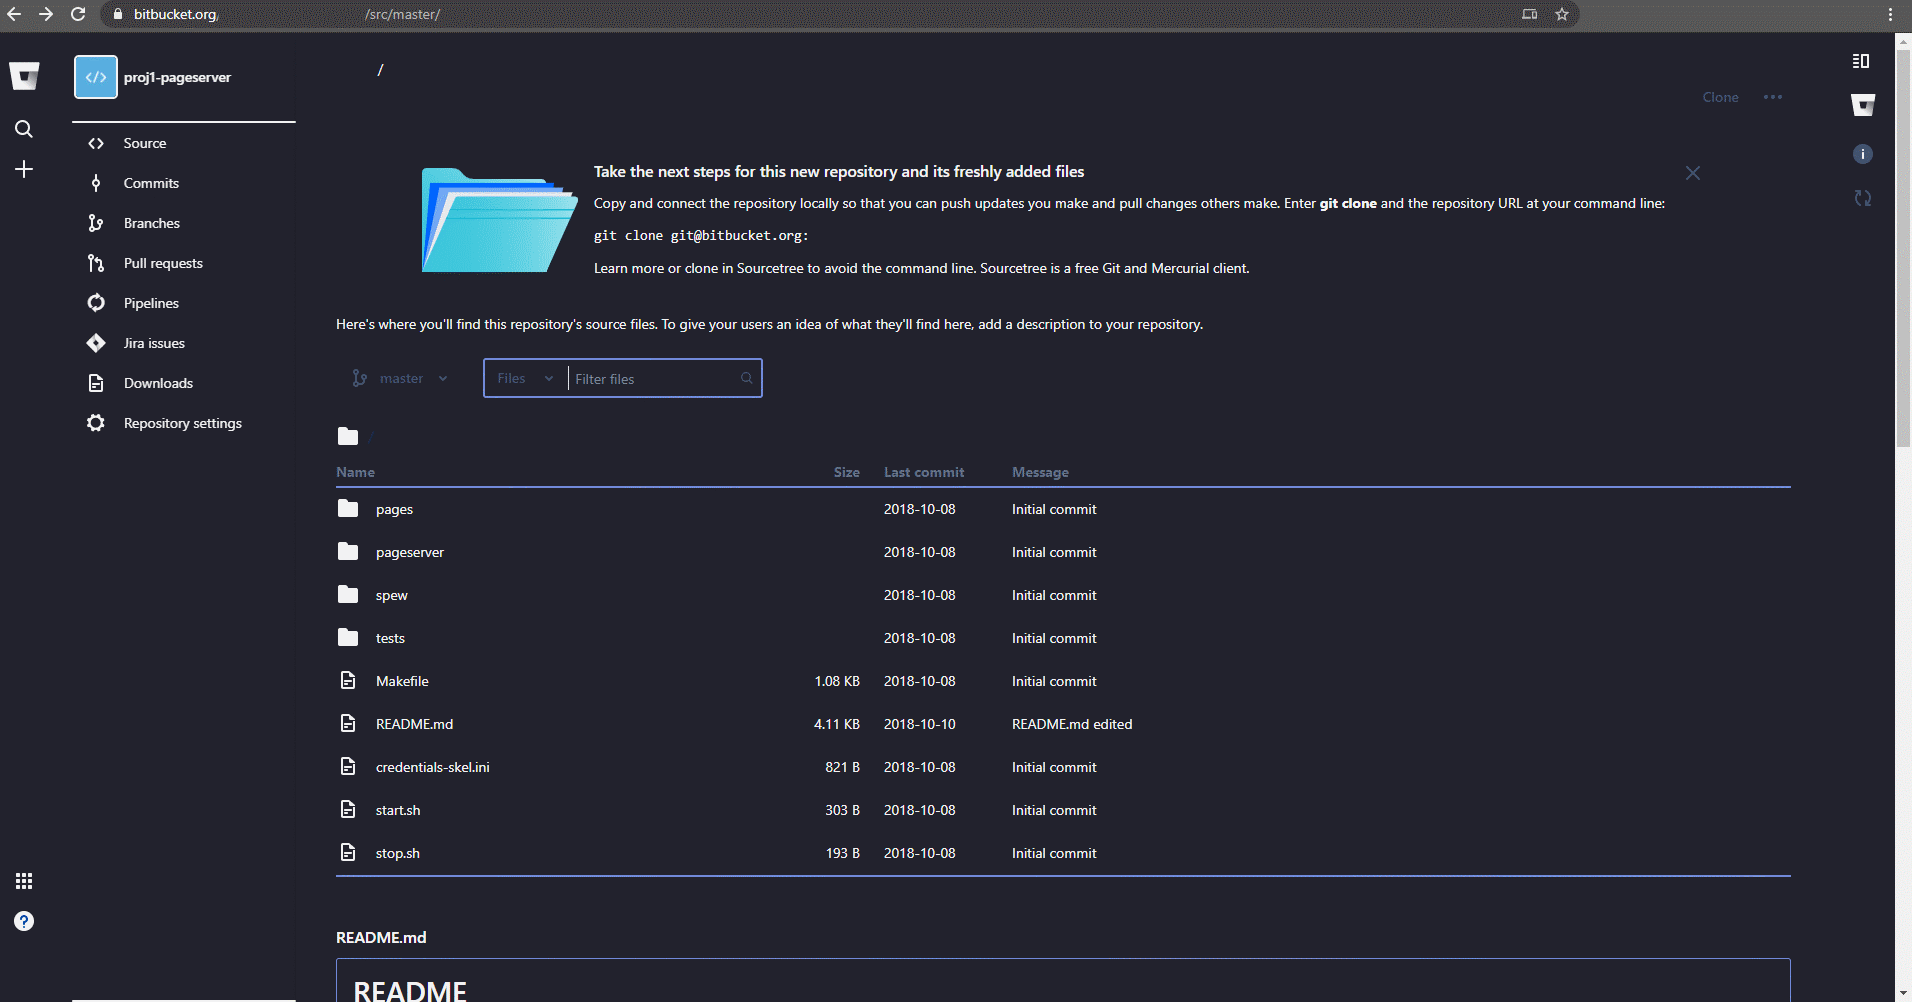 bitbucket.org/ /src/master/
</> proj1-pageserver
/
Clone
Source
Commits
Branches
Pull requests
Pipelines
Jira issues
Downloads
Repository settings
Take the next steps for this new repository and its freshly added files
Copy and connect the repository locally so that you can push updates you make and pull changes others make. Enter git clone and the repository URL at your command line:
git clone git@bitbucket.org:
Learn more or clone in Sourcetree to avoid the command line. Sourcetree is a free Git and Mercurial client.
Here's where you'll find this repository's source files. To give your users an idea of what they'll find here, add a description to your repository.
master Files Filter files
/
Name Size Last commit Message
pages 2018-10-08 Initial commit
pageserver 2018-10-08 Initial commit
spew 2018-10-08 Initial commit
tests 2018-10-08 Initial commit
Makefile 1.08 KB 2018-10-08 Initial commit
README.md 4.11 KB 2018-10-10 README.md edited
credentials-skel.ini 821 B 2018-10-08 Initial commit
start.sh 303 B 2018-10-08 Initial commit
stop.sh 193 B 2018-10-08 Initial commit
README.md
README